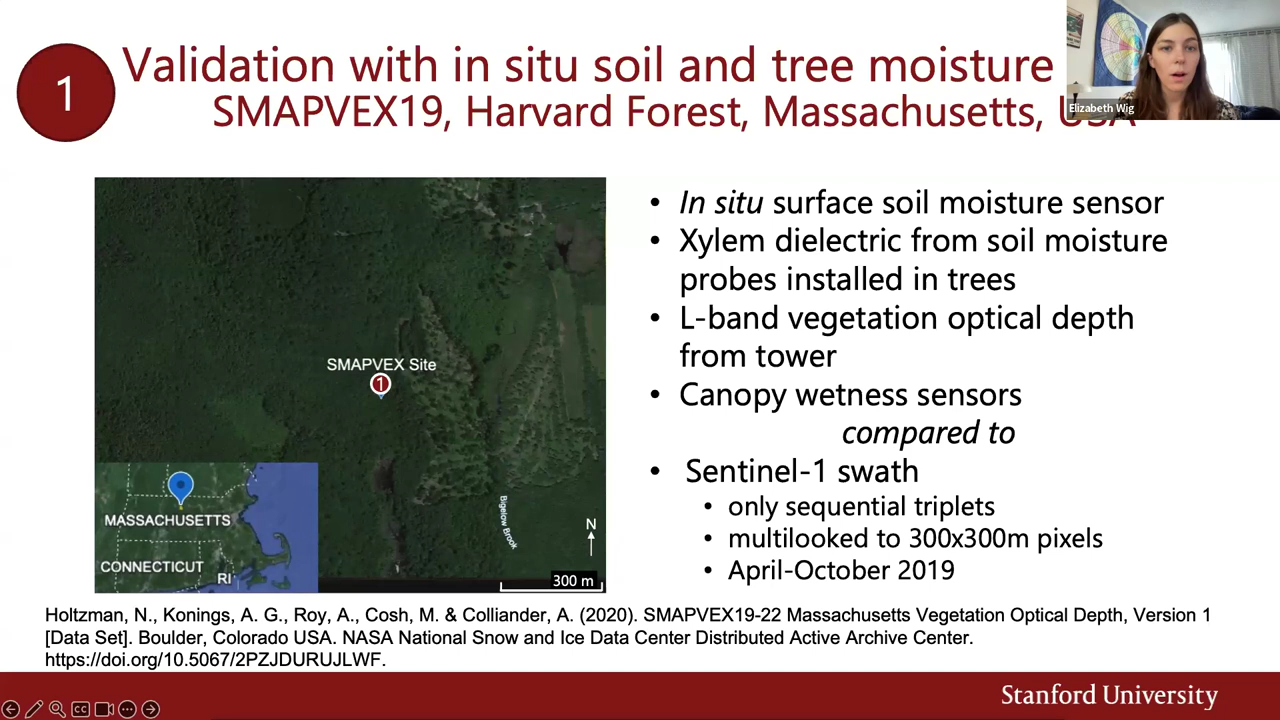 1
Validation with in situ soil and tree moisture
SMAPVEX19, Harvard Forest, Massachusetts, USA
Elizabeth Wig
• In situ surface soil moisture sensor
• Xylem dielectric from soil moisture
probes installed in trees
• L-band vegetation optical depth
from tower
• Canopy wetness sensors
compared to
• Sentinel-1 swath
• only sequential triplets
• multilooked to 300x300m pixels
• April-October 2019
SMAPVEX Site
1
MASSACHUSETTS
CONNECTICUT
RI
Bigelow Brook
N
300 m
Holtzman, N., Konings, A. G., Roy, A., Cosh, M. & Colliander, A. (2020). SMAPVEX19-22 Massachusetts Vegetation Optical Depth, Version 1
[Data Set]. Boulder, Colorado USA. NASA National Snow and Ice Data Center Distributed Active Archive Center.
https://doi.org/10.5067/2PZJDURUJLWF.
CC
Stanford University